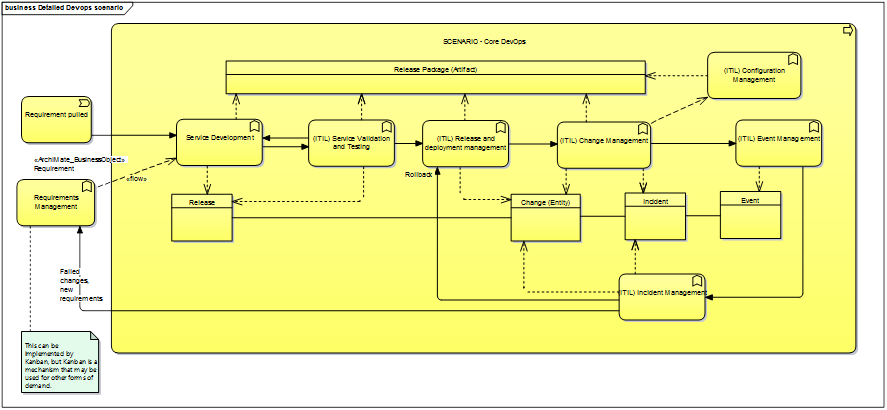 business Detailed Devops scenario
SCENARIO - Core DevOps
Release Package (Artifact)
(ITIL) Configuration
Management
Requirement pulled
Service Development
(ITIL) Service Validation
and Testing
(ITIL) Release and
deployment management
(ITIL) Change Management
(ITIL) Event Management
«ArchiMate_BusinessObject»
Requirement
«flow»
Rollback
Requirements
Management
Release
Change (Entity)
Incident
Event
Failed
changes,
new
requirements
(ITIL) Incident Management
This can be
implemented by
Kanban, but Kanban is a
mechanism that may be
used for other forms of
demand.